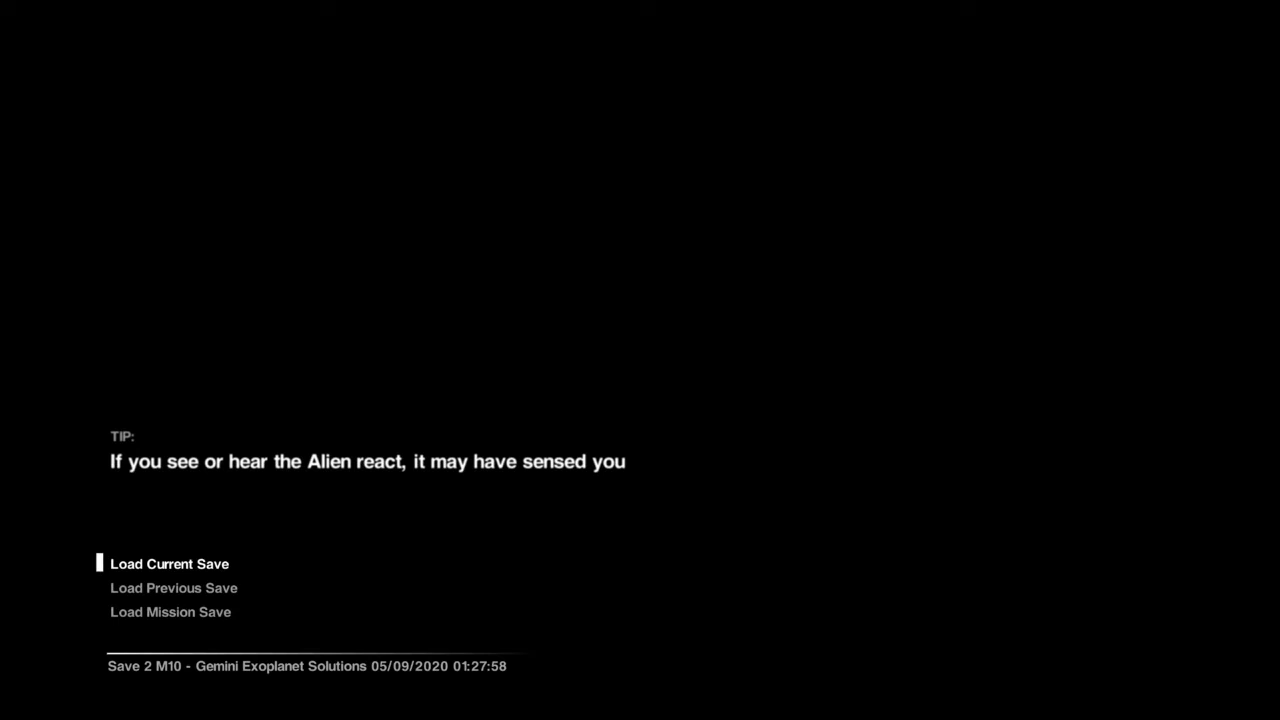 TIP:
If you see or hear the Alien react, it may have sensed you
Load Current Save
Load Previous Save
Load Mission Save
Save 2 M10 - Gemini Exoplanet Solutions 05/09/2020 01:27:58